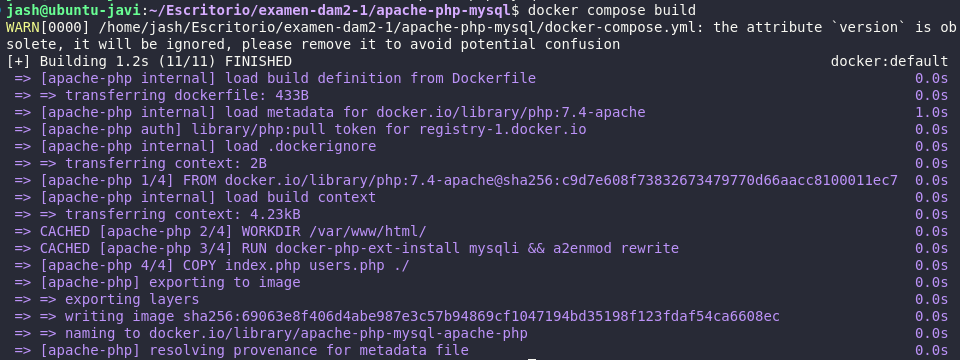 jash@ubuntu-javi:~/Escritorio/examen-dam2-1/apache-php-mysql$ docker compose build
WARN[0000] /home/jash/Escritorio/examen-dam2-1/apache-php-mysql/docker-compose.yml: the attribute `version` is ob
solete, it will be ignored, please remove it to avoid potential confusion
[+] Building 1.2s (11/11) FINISHED docker:default
=> [apache-php internal] load build definition from Dockerfile 0.0s
=> => transferring dockerfile: 433B 0.0s
=> [apache-php internal] load metadata for docker.io/library/php:7.4-apache 1.0s
=> [apache-php auth] library/php:pull token for registry-1.docker.io 0.0s
=> [apache-php internal] load .dockerignore 0.0s
=> => transferring context: 2B 0.0s
=> [apache-php 1/4] FROM docker.io/library/php:7.4-apache@sha256:c9d7e608f73832673479770d66aacc8100011ec7 0.0s
=> [apache-php internal] load build context 0.0s
=> => transferring context: 4.23kB 0.0s
=> CACHED [apache-php 2/4] WORKDIR /var/www/html/ 0.0s
=> CACHED [apache-php 3/4] RUN docker-php-ext-install mysqli && a2enmod rewrite 0.0s
=> [apache-php 4/4] COPY index.php users.php ./ 0.0s
=> [apache-php] exporting to image 0.0s
=> => exporting layers 0.0s
=> => writing image sha256:69063e8f406d4abe987e3c57b94869cf1047194bd35198f123fdaf54ca6608ec 0.0s
=> => naming to docker.io/library/apache-php-mysql-apache-php 0.0s
=> [apache-php] resolving provenance for metadata file 0.0s